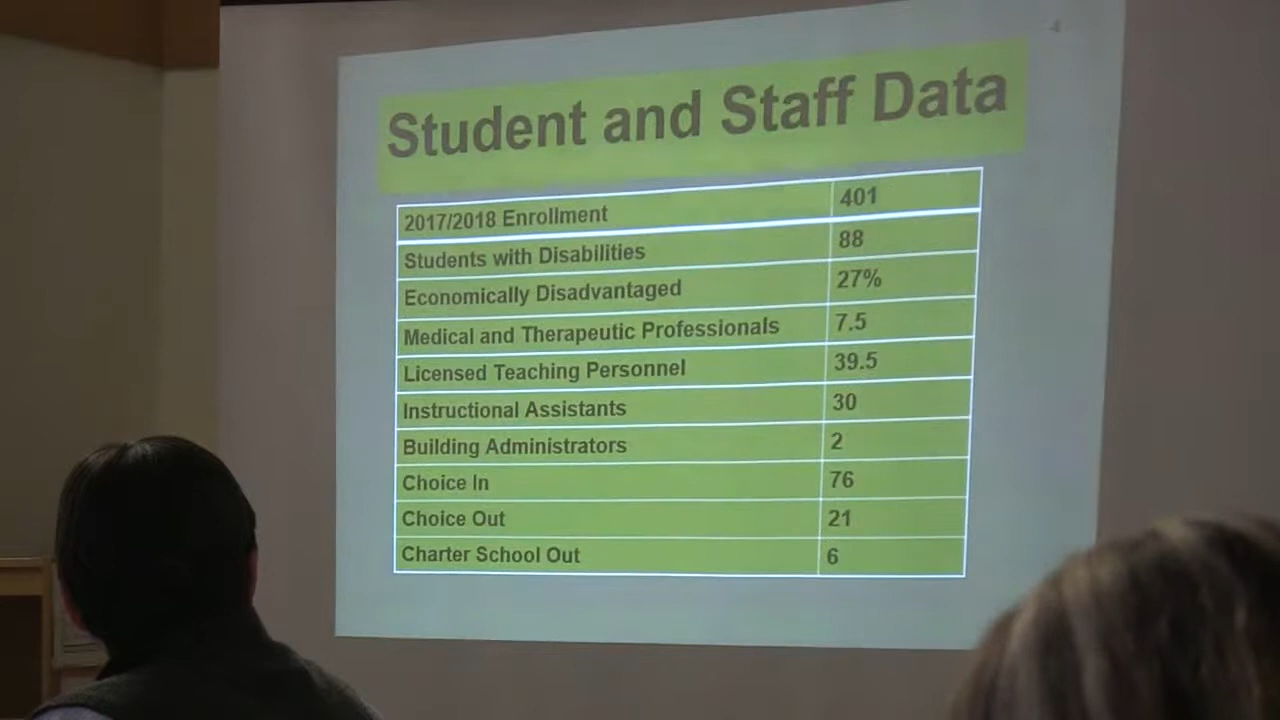 4
Student and Staff Data
2017/2018 Enrollment 401
Students with Disabilities 88
Economically Disadvantaged 27%
Medical and Therapeutic Professionals 7.5
Licensed Teaching Personnel 39.5
Instructional Assistants 30
Building Administrators 2
Choice In 76
Choice Out 21
Charter School Out 6